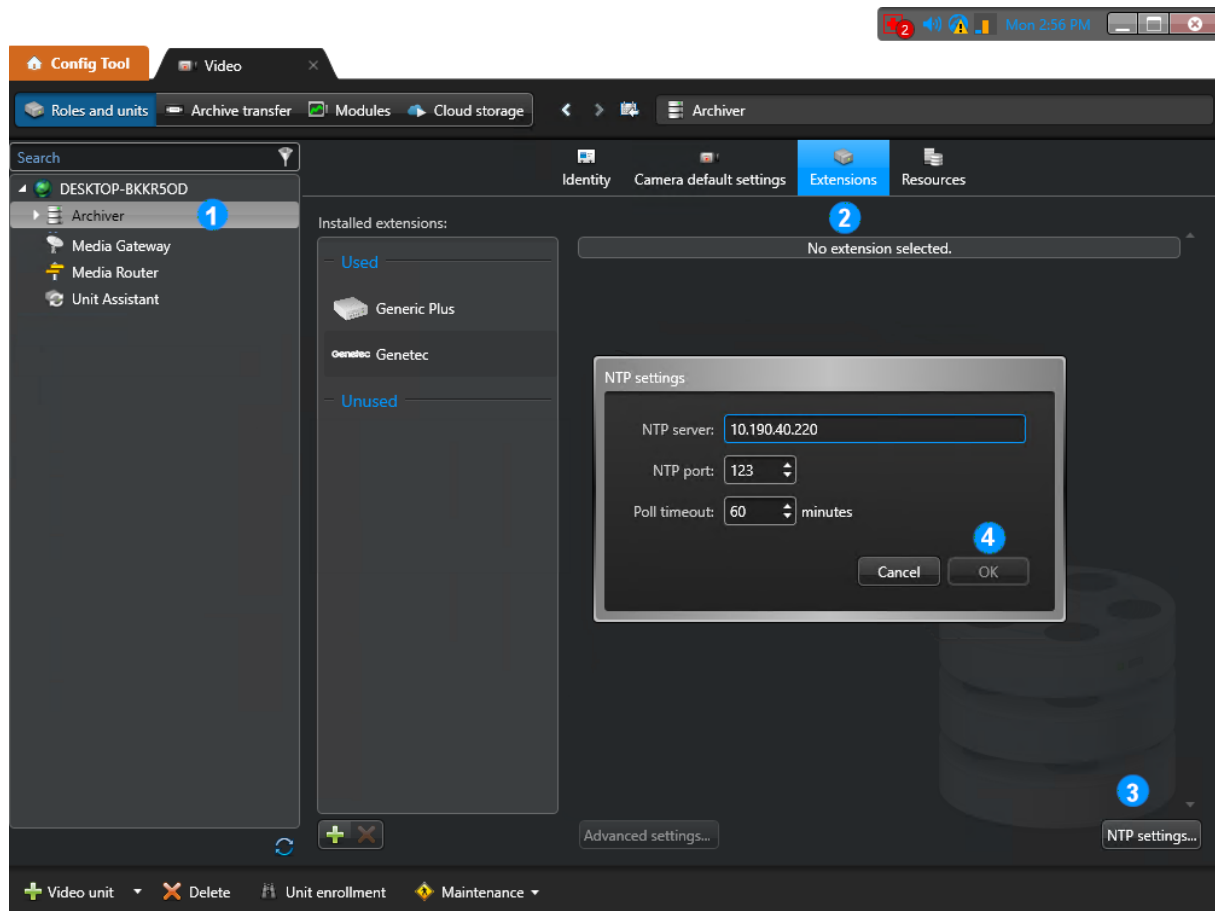 2
Mon 2:56 PM
Config Tool
Video
Roles and units
Archive transfer
Modules
Cloud storage
Archiver
Search
DESKTOP-BKKR5OD
Archiver
1
Media Gateway
Media Router
Unit Assistant
Identity
Camera default settings
Extensions
Resources
2
Installed extensions:
Used
Generic Plus
Genetec Genetec
Unused
No extension selected.
NTP settings
NTP server: 10.190.40.220
NTP port: 123
Poll timeout: 60 minutes
4
Cancel
OK
3
Advanced settings...
NTP settings...
Video unit
Delete
Unit enrollment
Maintenance